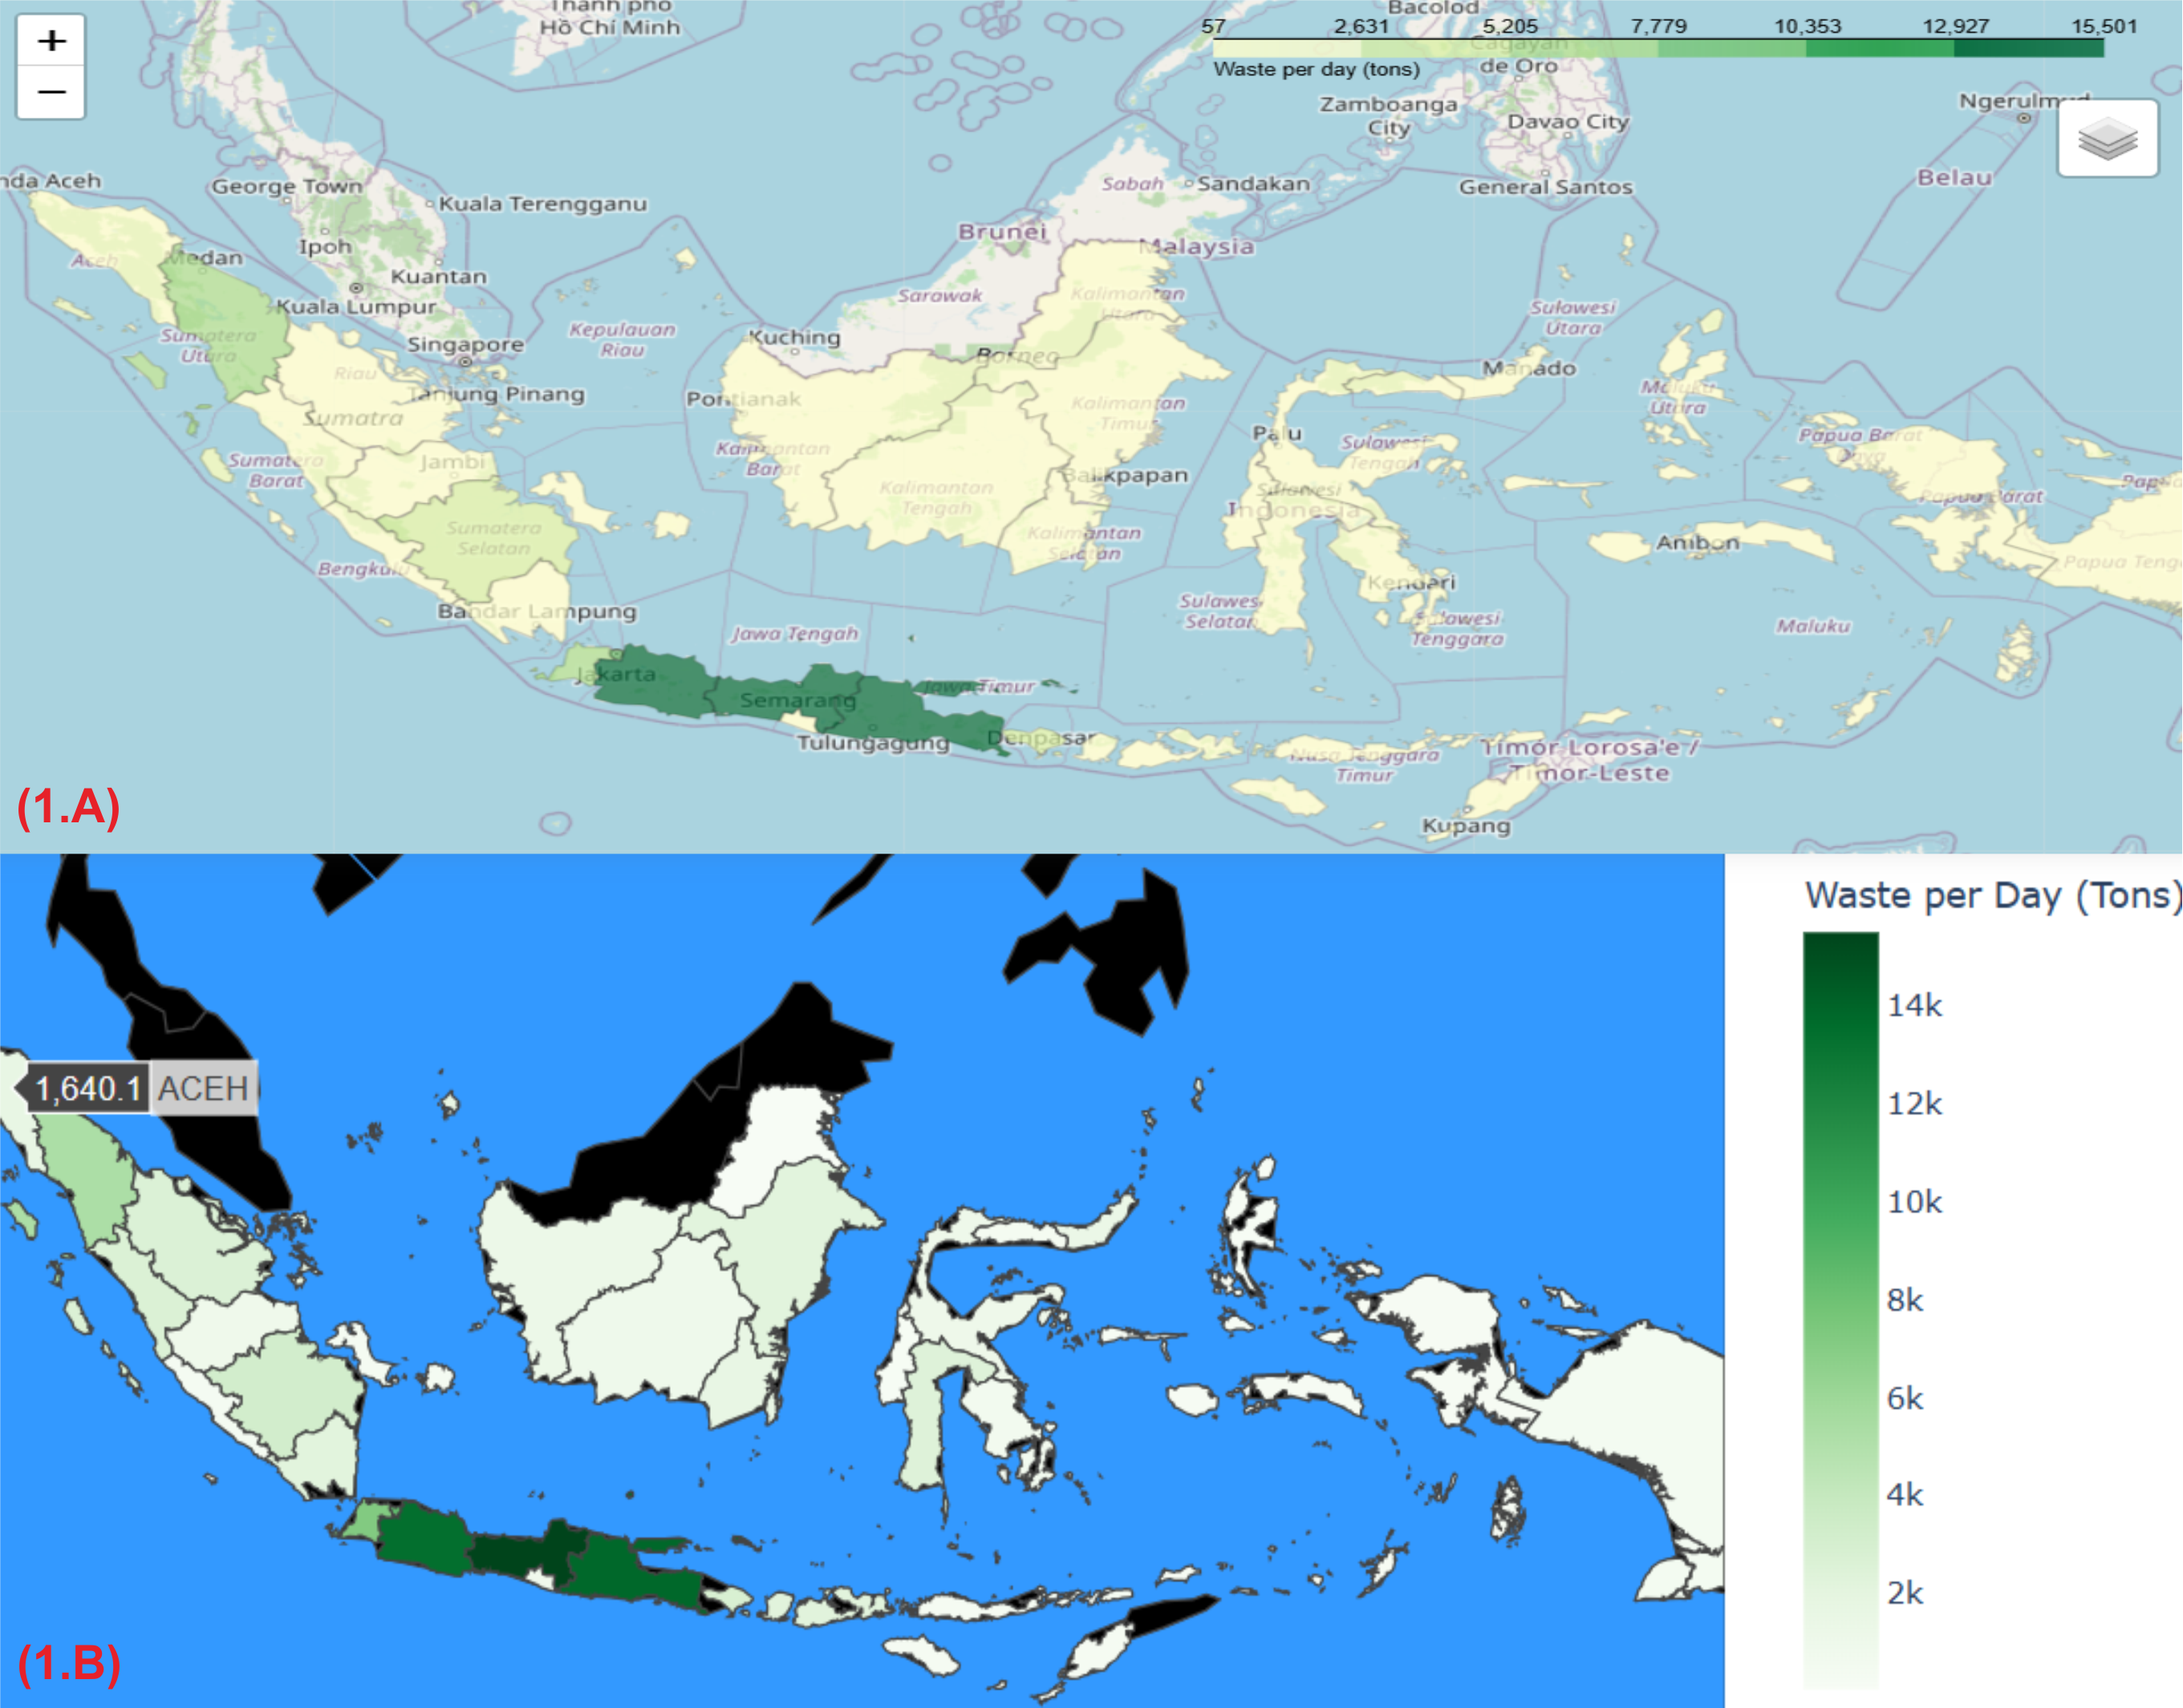 Thành phố
Hồ Chí Minh
Bacolod
57 2,631 5,205 7,779 10,353 12,927 15,501
Cagayan
de Oro
Waste per day (tons)
+
−
Zamboanga
City
Davao City
Ngerulmud
General Santos
Belau
nda Aceh
George Town
Kuala Terengganu
Sabah
Sandakan
Ipoh
Brunei
Malaysia
Aceh
Medan
Kuantan
Kuala Lumpur
Sarawak
Kalimantan
Utara
Sulawesi
Utara
Sumatera
Utara
Kepulauan
Riau
Kuching
Singapore
Borneo
Manado
Riau
Tanjung Pinang
Pontianak
Kalimantan
Timur
Maluku
Utara
Sumatra
Palu
Sulawesi
Tengah
Papua Barat
Daya
Sumatera
Barat
Jambi
Kalimantan
Barat
Balikpapan
Kalimantan
Tengah
Sulawesi
Indonesia
Papua Barat
Papua
Sumatera
Selatan
Kalimantan
Selatan
Ambon
Bengkulu
Kendari
Papua Teng
Bandar Lampung
Sulawesi
Selatan
Sulawesi
Tenggara
Jawa Tengah
Maluku
Jakarta
Semarang
Jawa Timur
Tulungagung
Denpasar
Nusa Tenggara
Timur
Timor Lorosa'e /
Timor-Leste
Kupang
(1.A)
Waste per Day (Tons)
14k
12k
10k
8k
6k
4k
2k
1,640.1 ACEH
(1.B)